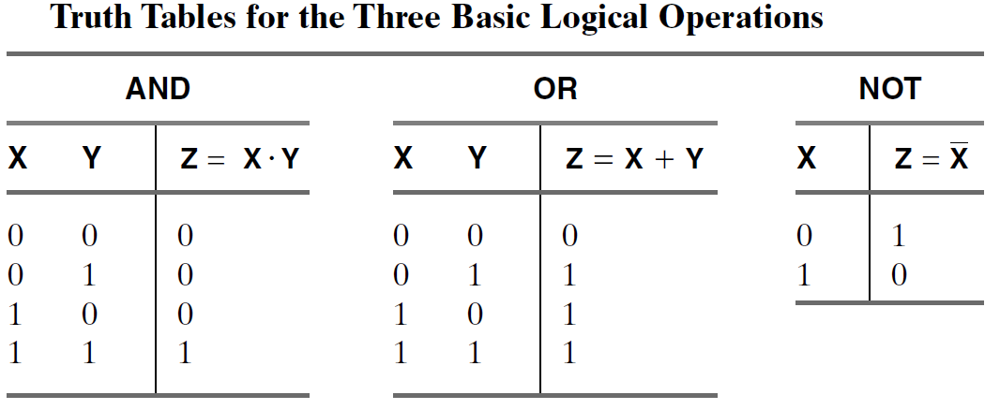 Truth Tables for the Three Basic Logical Operations
AND OR NOT
X Y Z = X · Y X Y Z = X + Y X Z = X̅
0 0 0 0 0 0 0 1
0 1 0 0 1 1 1 0
1 0 0 1 0 1
1 1 1 1 1 1